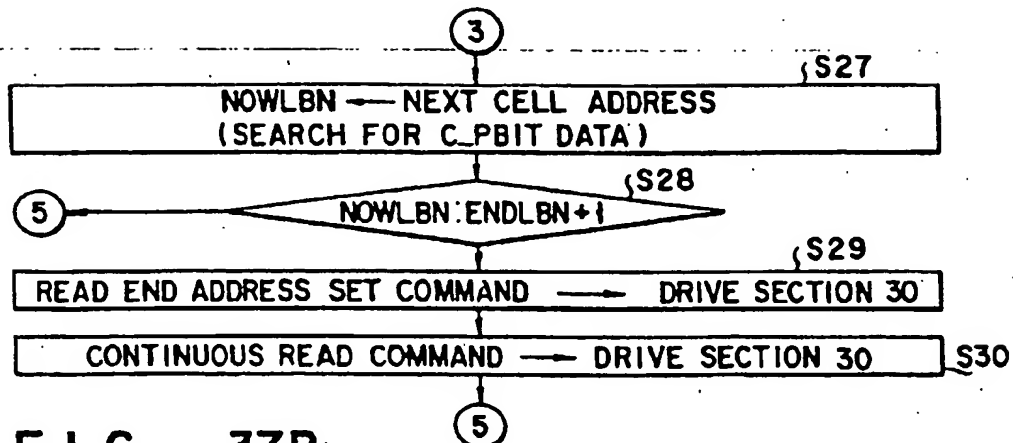 3
S27
NOWLBN ← NEXT CELL ADDRESS
(SEARCH FOR C_PBIT DATA)
S28
5
NOWLBN:ENDLBN+1
S29
READ END ADDRESS SET COMMAND → DRIVE SECTION 30
CONTINUOUS READ COMMAND → DRIVE SECTION 30
S30
5